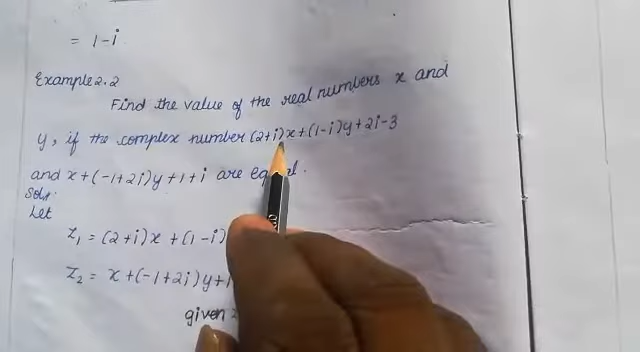 = 1-i
Example 2.2
Find the value of the real numbers x and
y, if the complex number (2+i)x+(1-i)y+2i-3
and x+(-1+2i)y+1+i are equal.
Soln:
Let
Z₁ = (2+i)x + (1-i)
Z₂ = x+(-1+2i)y+1
given